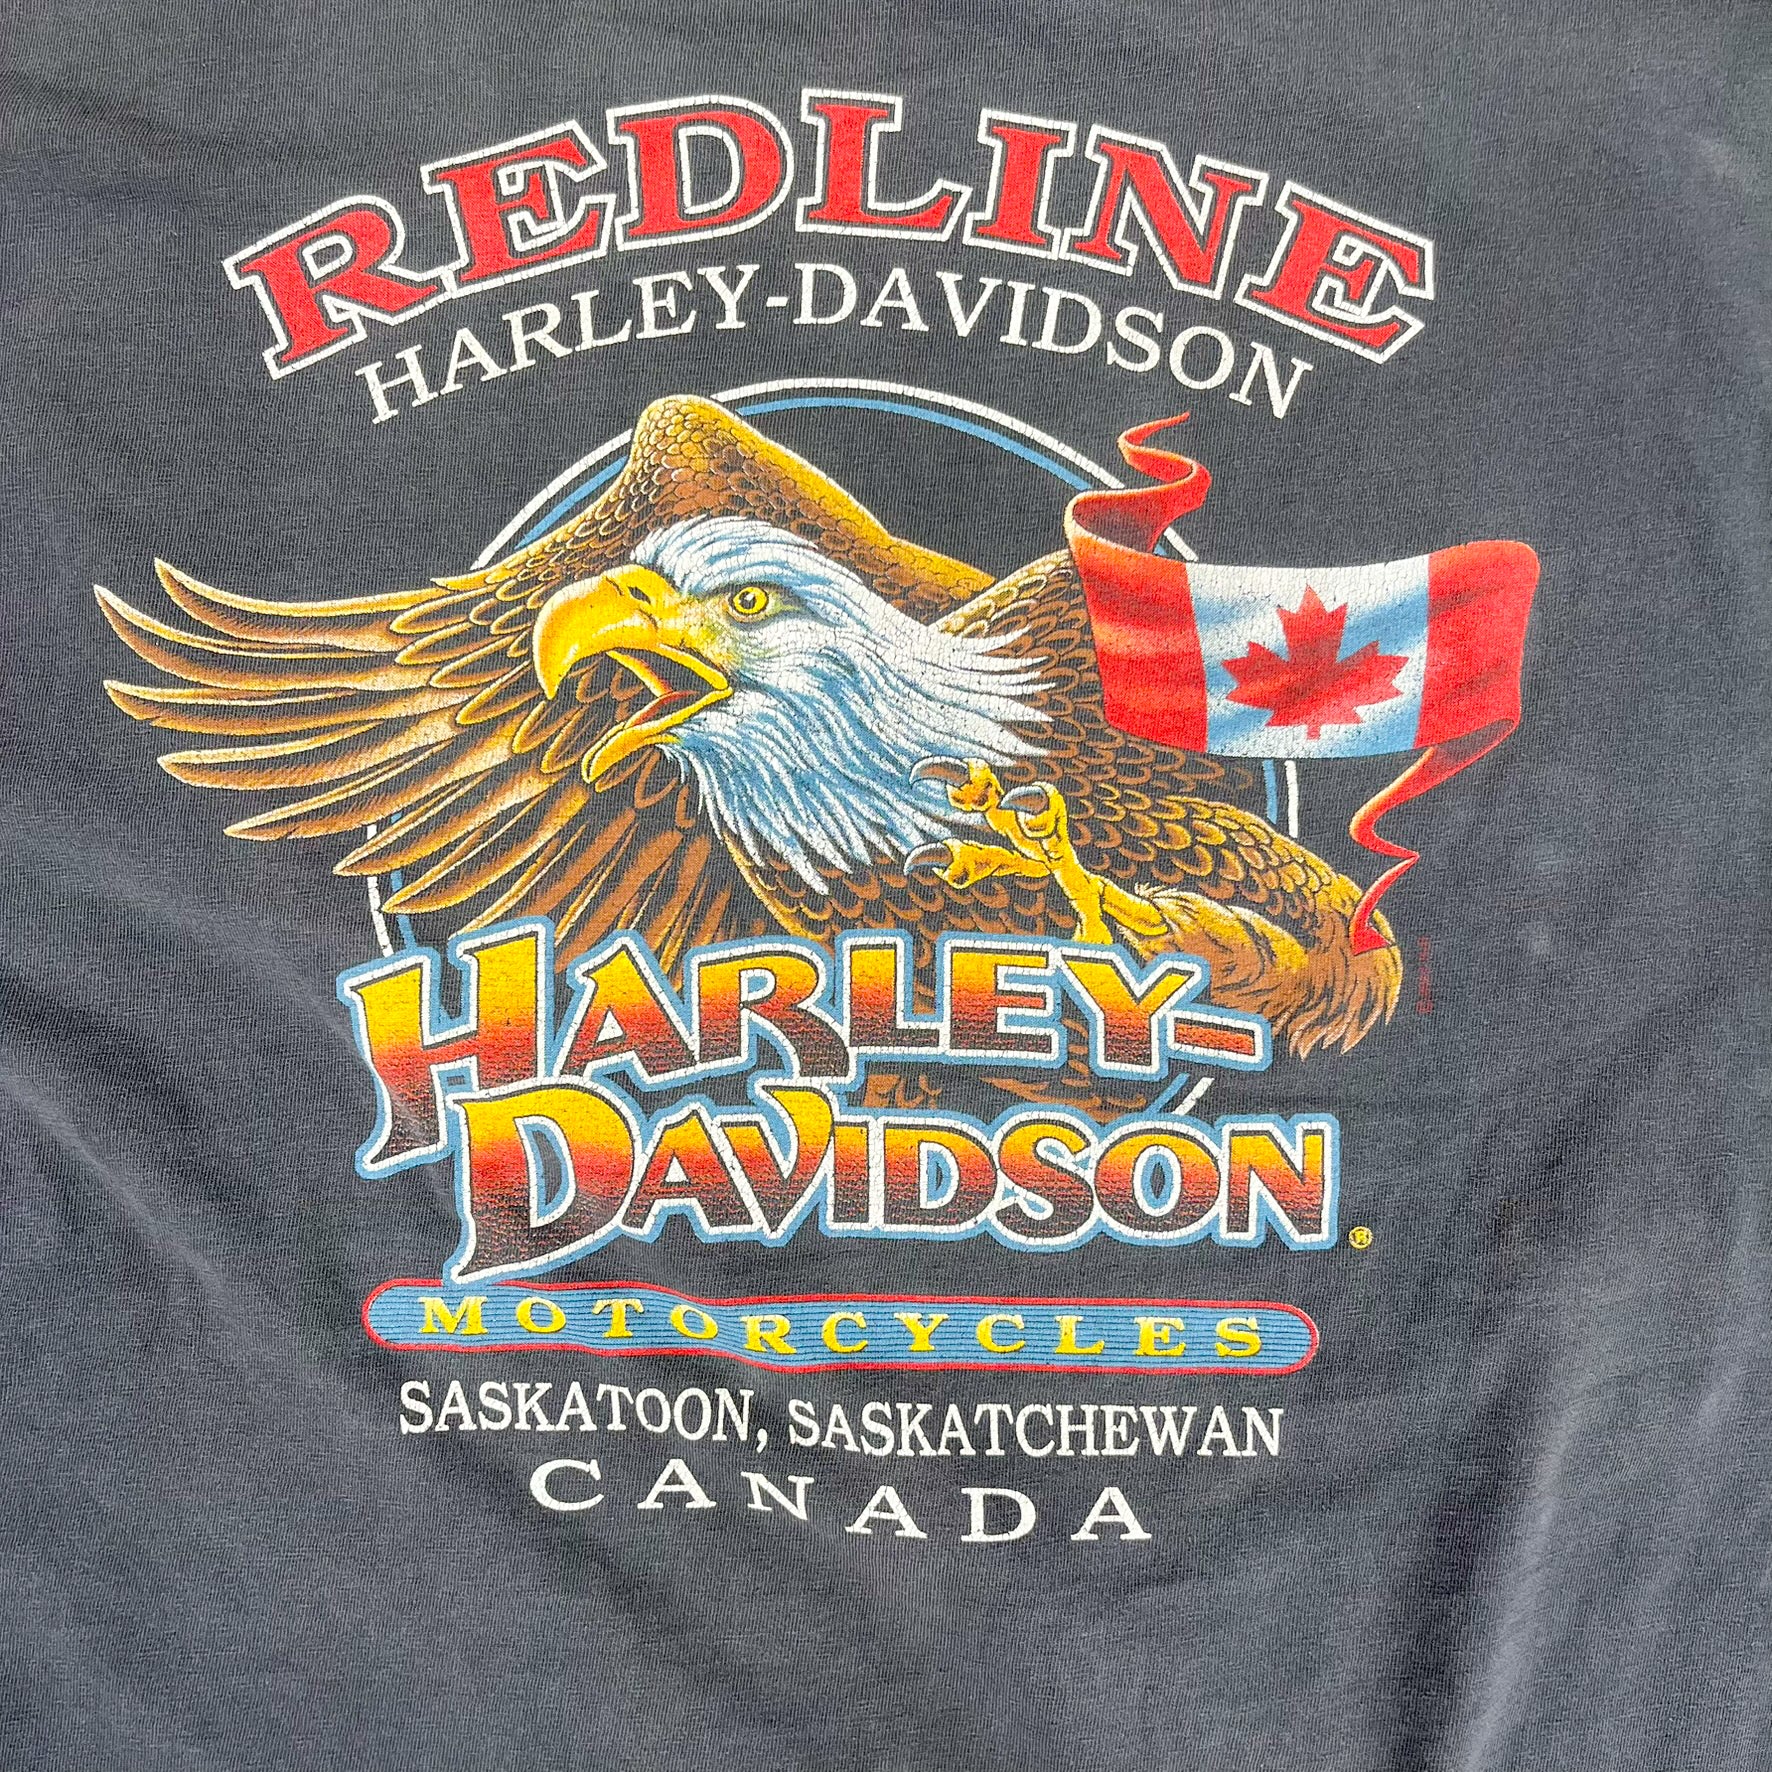 REDLINE
HARLEY-DAVIDSON
HARLEY-
DAVIDSON
®
MOTORCYCLES
SASKATOON, SASKATCHEWAN
CANADA